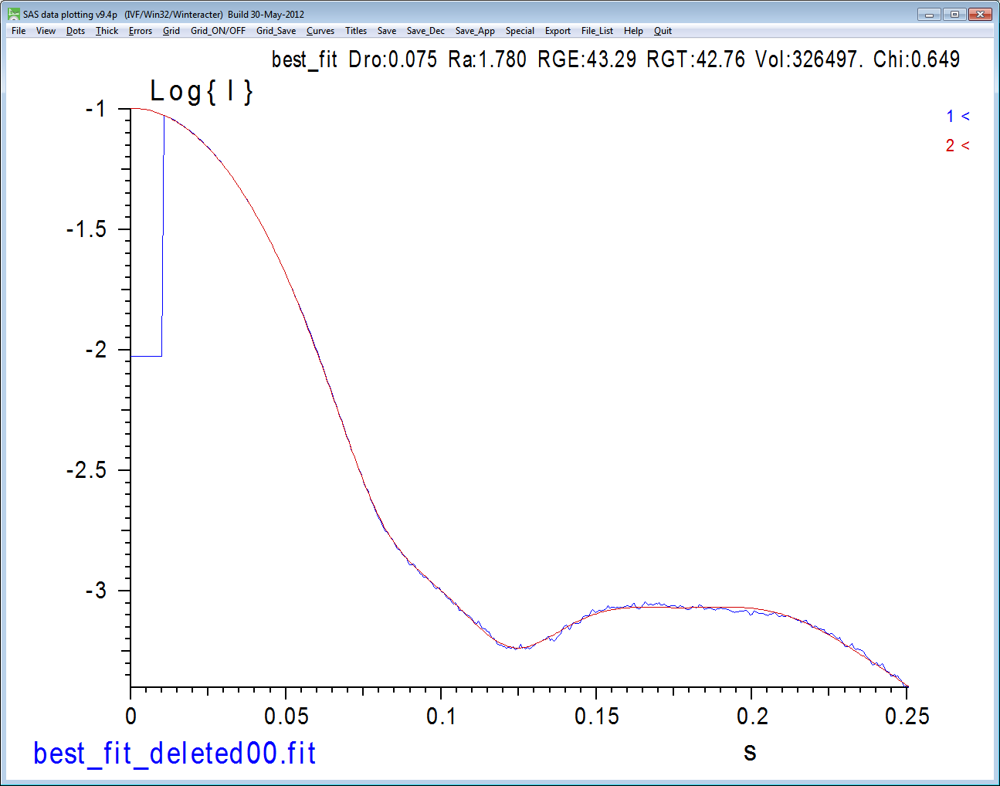 SAS data plotting v9.4p (IVF/Win32/Winteracter) Build 30-May-2012
File View Dots Thick Errors Grid Grid_ON/OFF Grid_Save Curves Titles Save Save_Dec Save_App Special Export File_List Help Quit
best_fit Dro:0.075 Ra:1.780 RGE:43.29 RGT:42.76 Vol:326497. Chi:0.649
Log{ I }
1 <
2 <
-1
-1.5
-2
-2.5
-3
0 0.05 0.1 0.15 0.2 0.25
best_fit_deleted00.fit
s